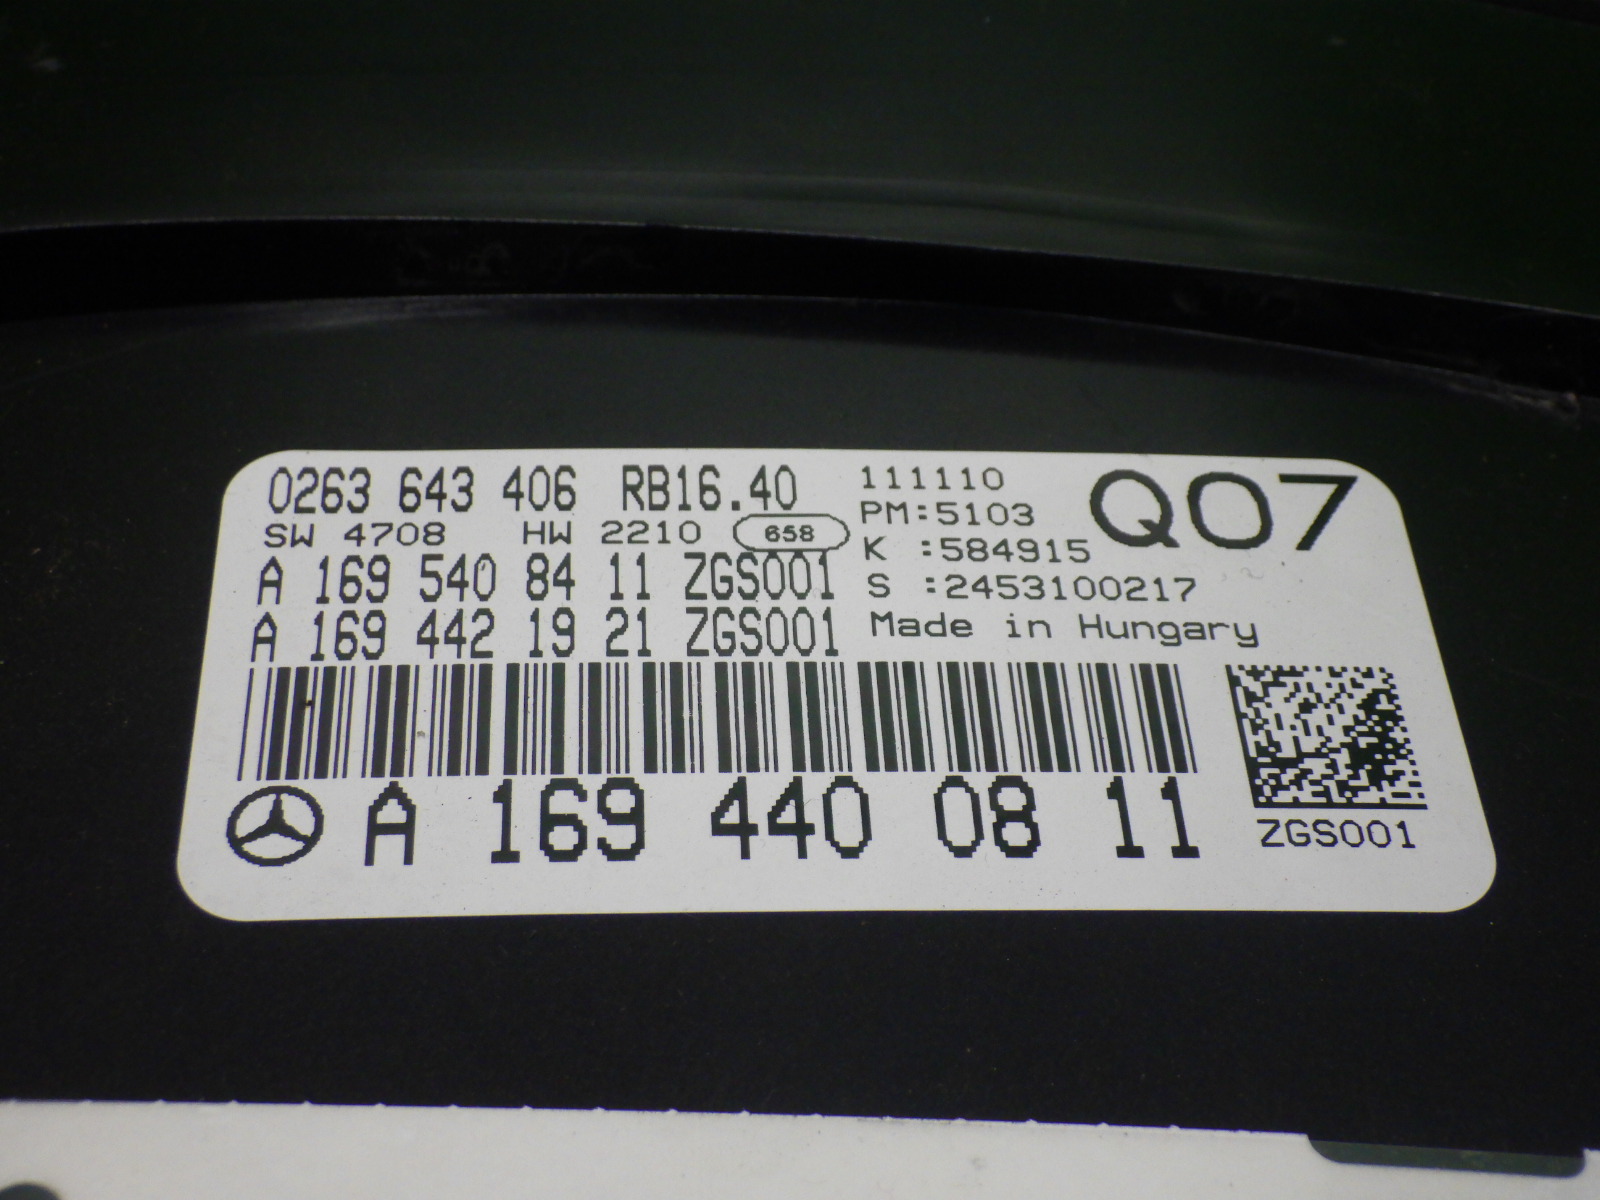 0263 643 406 RB16.40
SW 4708 HW 2210 658
A 169 540 84 11 ZGS001
A 169 442 19 21 ZGS001
111110
PM:5103
K :584915
S :2453100217
Made in Hungary
Q07
A 169 440 08 11
ZGS001